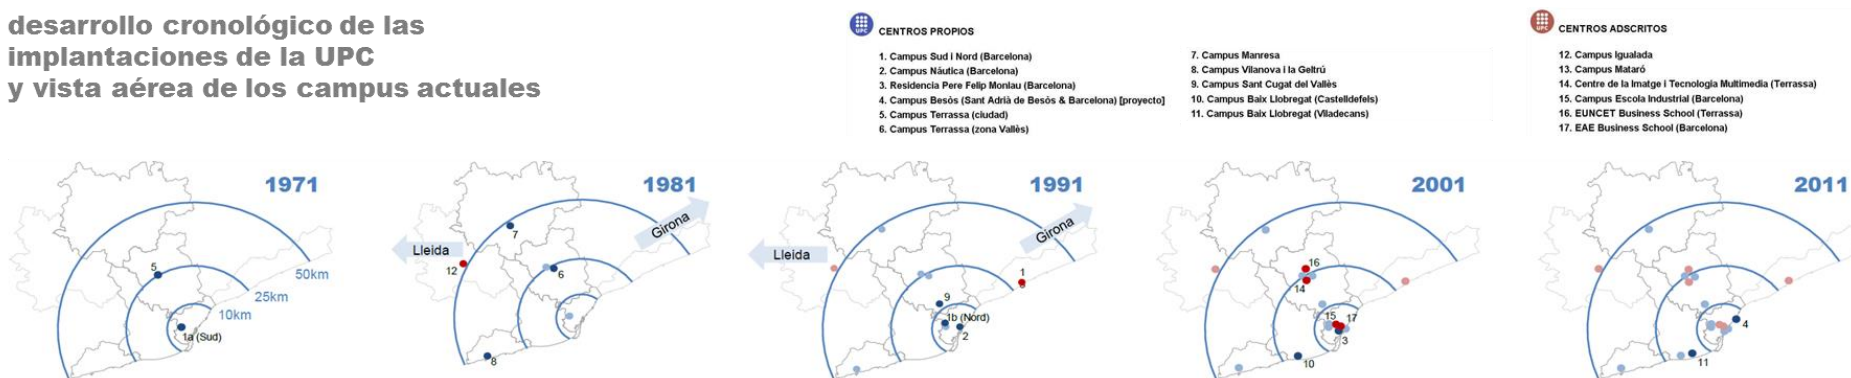 desarrollo cronológico de las
implantaciones de la UPC
y vista aérea de los campus actuales
UPC
CENTROS PROPIOS
1. Campus Sud i Nord (Barcelona)
2. Campus Náutica (Barcelona)
3. Residencia Pere Felip Monlau (Barcelona)
4. Campus Besòs (Sant Adrià de Besòs & Barcelona) [proyecto]
5. Campus Terrassa (ciudad)
6. Campus Terrassa (zona Vallès)
7. Campus Manresa
8. Campus Vilanova i la Geltrú
9. Campus Sant Cugat del Vallès
10. Campus Baix Llobregat (Castelldefels)
11. Campus Baix Llobregat (Viladecans)
UPC
CENTROS ADSCRITOS
12. Campus Igualada
13. Campus Mataró
14. Centre de la Imatge i Tecnologia Multimedia (Terrassa)
15. Campus Escola Industrial (Barcelona)
16. EUNCET Business School (Terrassa)
17. EAE Business School (Barcelona)
1971
5
50km
25km
10km
1a (Sud)
1981
Girona
7
Lleida
12
6
8
1991
Girona
Lleida
1
9
1b (Nord)
2
2001
16
14
15
17
3
10
2011
4
11